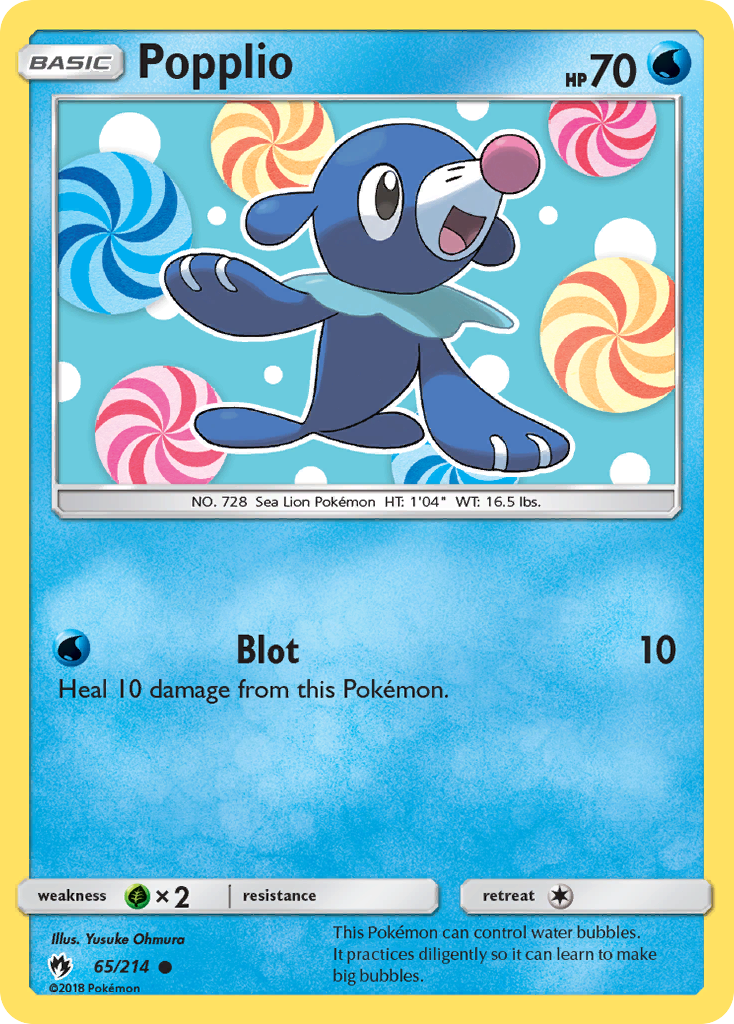 BASIC Popplio HP70
NO. 728 Sea Lion Pokémon HT: 1'04" WT: 16.5 lbs.
Blot 10
Heal 10 damage from this Pokémon.
weakness ×2 resistance retreat
Illus. Yusuke Ohmura
65/214
©2018 Pokémon
This Pokémon can control water bubbles.
It practices diligently so it can learn to make
big bubbles.